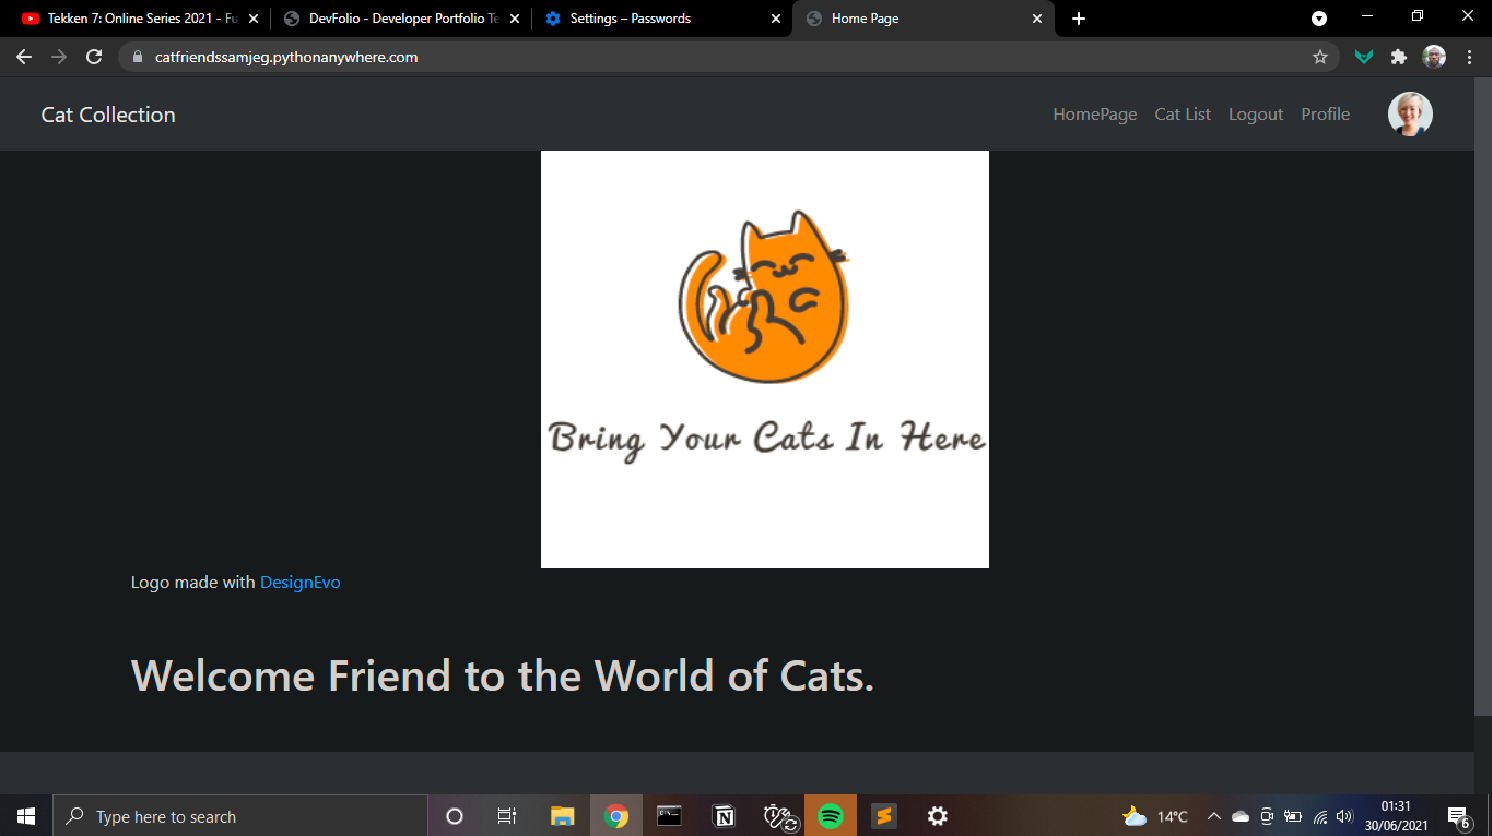 Tekken 7: Online Series 2021 - Fu
DevFolio - Developer Portfolio Te
Settings – Passwords
Home Page
catfriendssamjeg.pythonanywhere.com
Cat Collection
HomePage
Cat List
Logout
Profile
Bring Your Cats In Here
Logo made with DesignEvo
Welcome Friend to the World of Cats.
Type here to search
14°C
01:31
30/06/2021
6